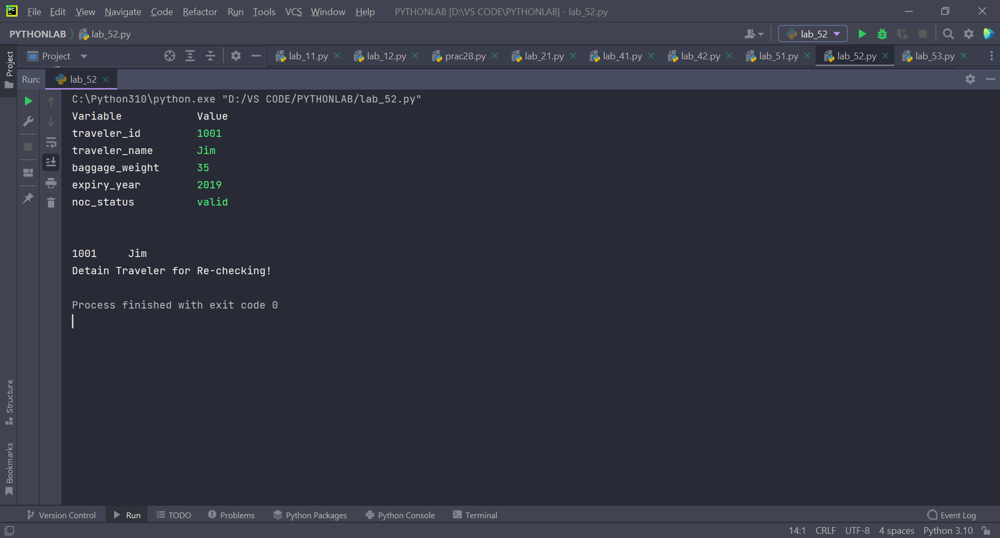 PC File Edit View Navigate Code Refactor Run Tools VCS Window Help PYTHONLAB [D:\VS CODE\PYTHONLAB] - lab_52.py
PYTHONLAB lab_52.py lab_52
Project lab_11.py lab_12.py prac28.py lab_21.py lab_41.py lab_42.py lab_51.py lab_52.py lab_53.py
Project
Run: lab_52
C:\Python310\python.exe "D:/VS CODE/PYTHONLAB/lab_52.py"
Variable Value
traveler_id 1001
traveler_name Jim
baggage_weight 35
expiry_year 2019
noc_status valid
1001 Jim
Detain Traveler for Re-checking!
Process finished with exit code 0
Structure
Bookmarks
Version Control Run TODO Problems Python Packages Python Console Terminal Event Log
14:1 CRLF UTF-8 4 spaces Python 3.10